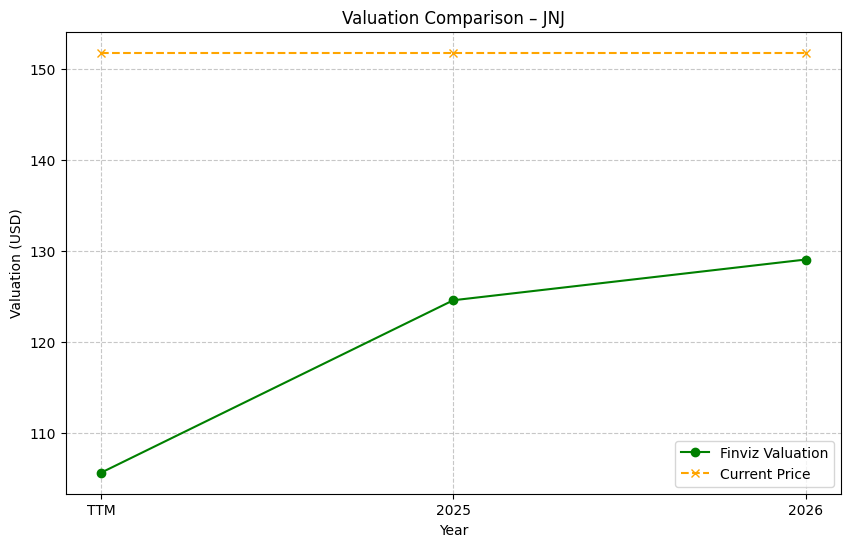 Valuation Comparison – JNJ
Valuation (USD)
150
140
130
120
110
TTM
2025
2026
Year
Finviz Valuation
Current Price